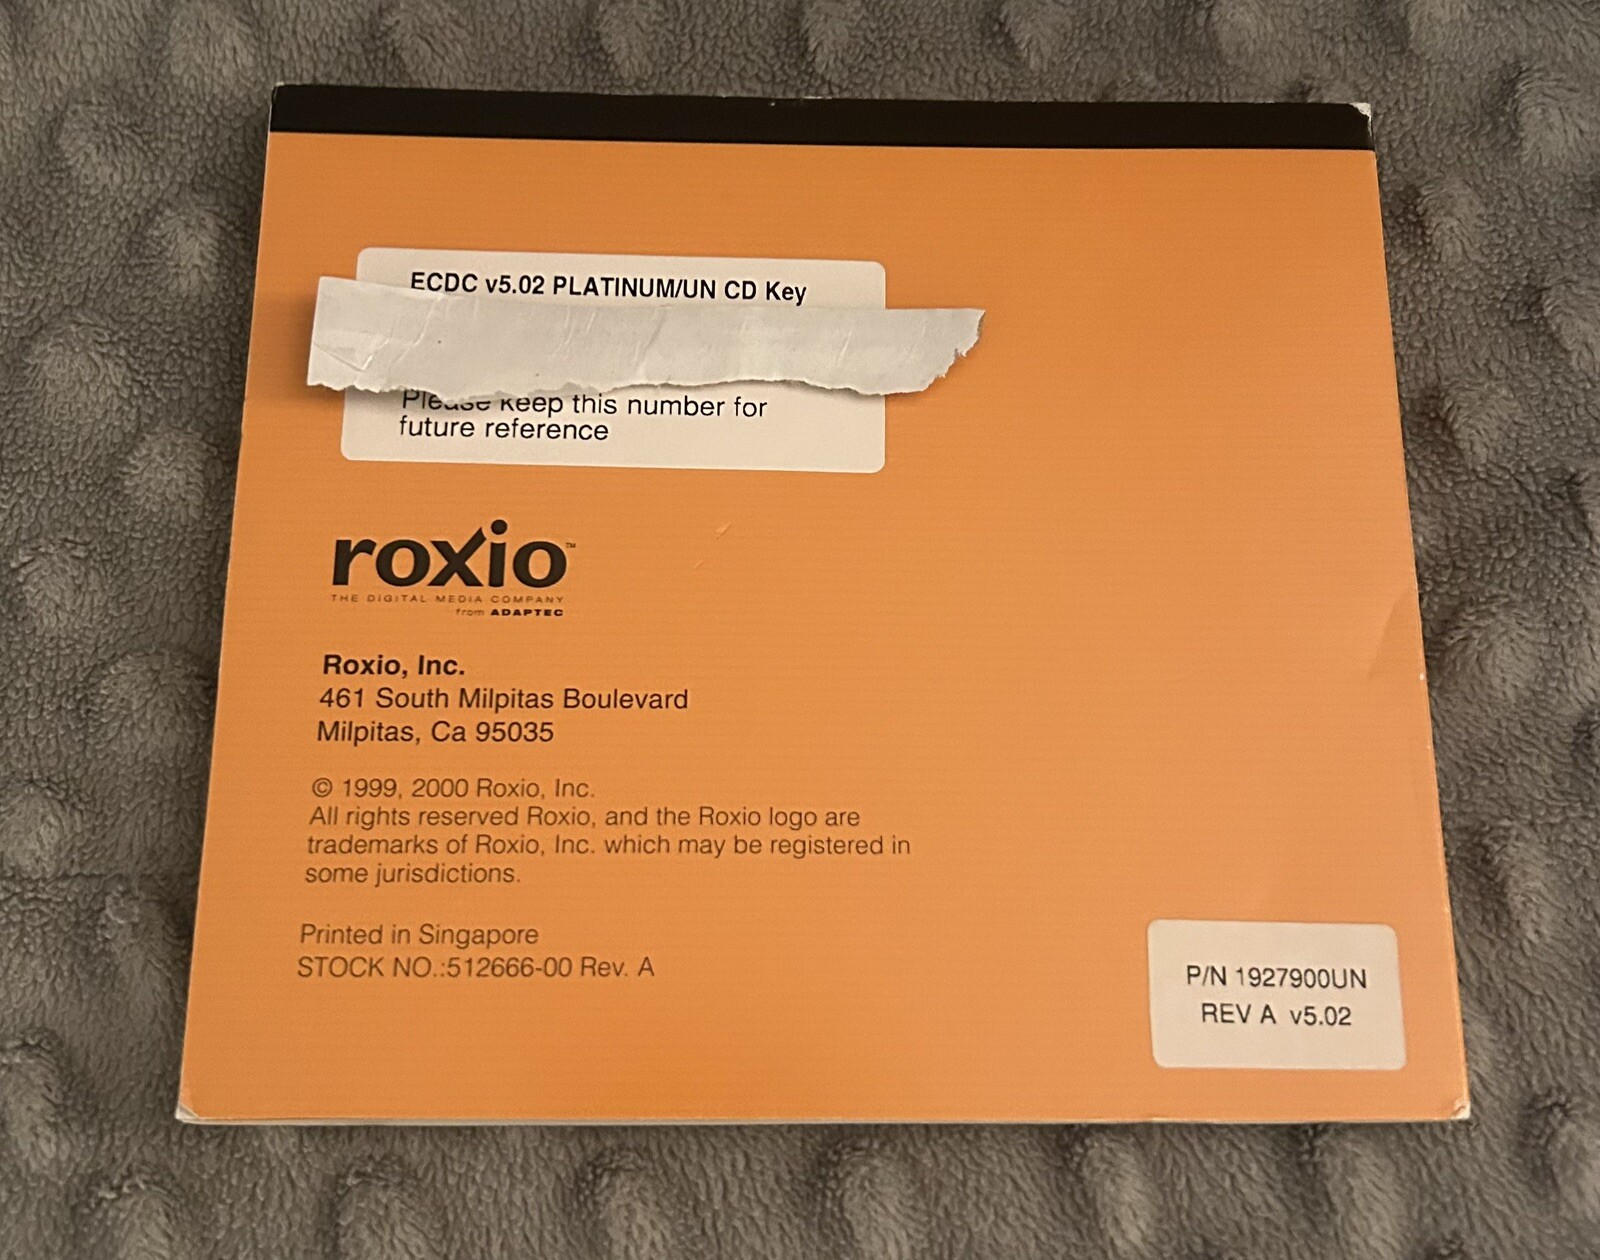 ECDC v5.02 PLATINUM/UN CD Key
Please keep this number for
future reference
roxio™
THE DIGITAL MEDIA COMPANY
from ADAPTEC
Roxio, Inc.
461 South Milpitas Boulevard
Milpitas, Ca 95035
© 1999, 2000 Roxio, Inc.
All rights reserved Roxio, and the Roxio logo are
trademarks of Roxio, Inc. which may be registered in
some jurisdictions.
Printed in Singapore
STOCK NO.:512666-00 Rev. A
P/N 1927900UN
REV A v5.02